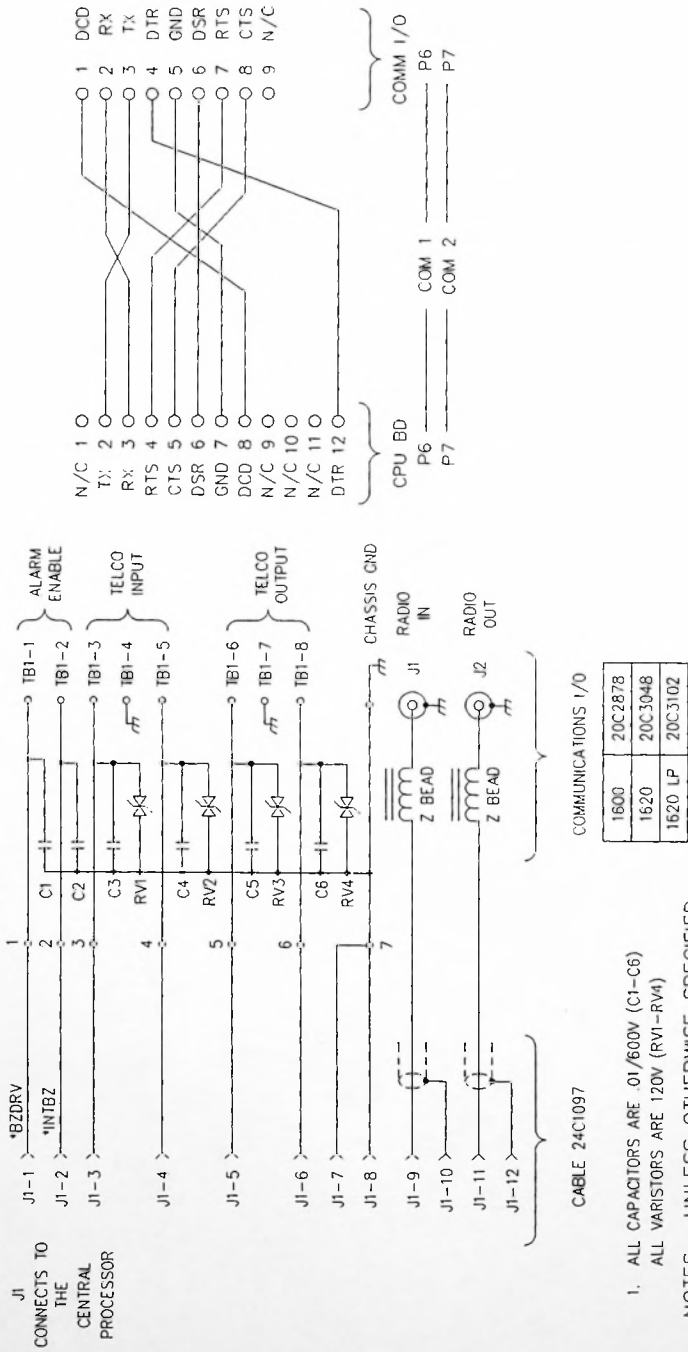 J1
CONNECTS TO
THE
CENTRAL
PROCESSOR
J1-1
*BZDRV
1
J1-2
*INTBZ
2
J1-3
3
J1-4
4
J1-5
5
J1-6
6
J1-7
J1-8
7
J1-9
J1-10
J1-11
J1-12
CABLE 24C1097
C1
C2
C3
RV1
C4
RV2
C5
RV3
C6
RV4
TB1-1
TB1-2
ALARM
ENABLE
TB1-3
TB1-4
TB1-5
TELCO
INPUT
TB1-6
TB1-7
TB1-8
TELCO
OUTPUT
CHASSIS GND
Z BEAD
J1
RADIO
IN
Z BEAD
J2
RADIO
OUT
COMMUNICATIONS I/O
1600 20C2878
1620 20C3048
1620 LP 20C3102
1. ALL CAPACITORS ARE .01/600V (C1-C6)
ALL VARISTORS ARE 120V (RV1-RV4)
N/C 1
TX 2
RX 3
RTS 4
CTS 5
DSR 6
GND 7
DCD 8
N/C 9
N/C 10
N/C 11
DTR 12
CPU BD
1 DCD
2 RX
3 TX
4 DTR
5 GND
6 DSR
7 RTS
8 CTS
9 N/C
COMM I/O
P6 COM 1 P6
P7 COM 2 P7
NOTES UNLESS OTHERWISE SPECIFIED